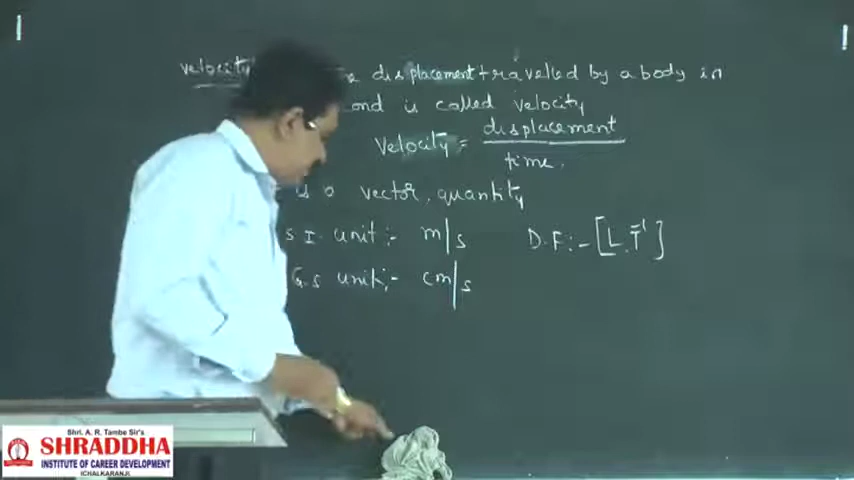 velocity displacement travelled by a body in
is called velocity
Velocity = displacement / time.
is a vector quantity
S I. unit :- m/s D.F :- [L.T⁻¹]
G.S unit :- cm/s
Shri. A. R. Tambe Sir's
SHRADDHA
INSTITUTE OF CAREER DEVELOPMENT
ICHALKARANJI